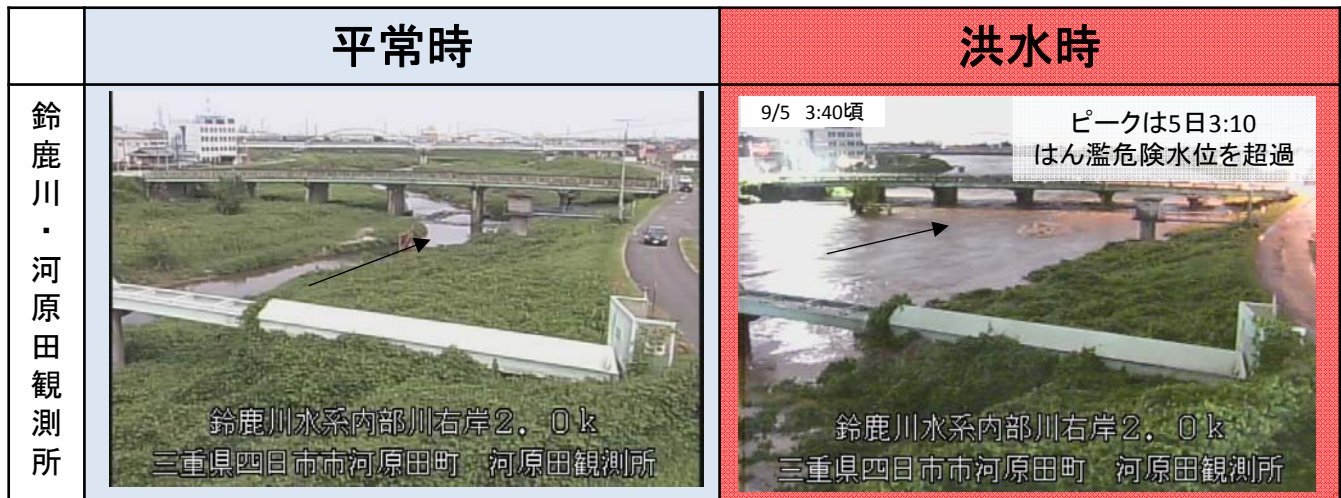 平常時
洪水時
鈴鹿川・河原田観測所
鈴鹿川水系内部川右岸2.0k
三重県四日市市河原田町 河原田観測所
9/5 3:40頃
ピークは5日3:10
はん濫危険水位を超過
鈴鹿川水系内部川右岸2.0k
三重県四日市市河原田町 河原田観測所